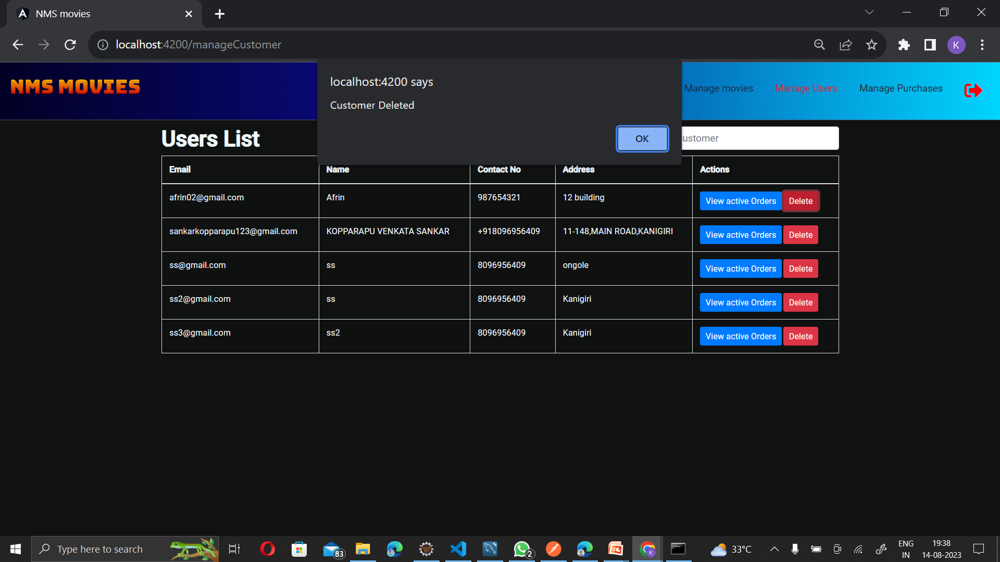 NMS movies
localhost:4200/manageCustomer
K
NMS MOVIES
localhost:4200 says
Customer Deleted
OK
Manage movies
Manage Users
Manage Purchases
Users List
Email Name Contact No Address Actions
afrin02@gmail.com Afrin 987654321 12 building View active Orders Delete
sankarkopparapu123@gmail.com KOPPARAPU VENKATA SANKAR +918096956409 11-148,MAIN ROAD,KANIGIRI View active Orders Delete
ss@gmail.com ss 8096956409 ongole View active Orders Delete
ss2@gmail.com ss 8096956409 Kanigiri View active Orders Delete
ss3@gmail.com ss2 8096956409 Kanigiri View active Orders Delete
Type here to search
83
2
K
33°C
ENG
IN
19:38
14-08-2023